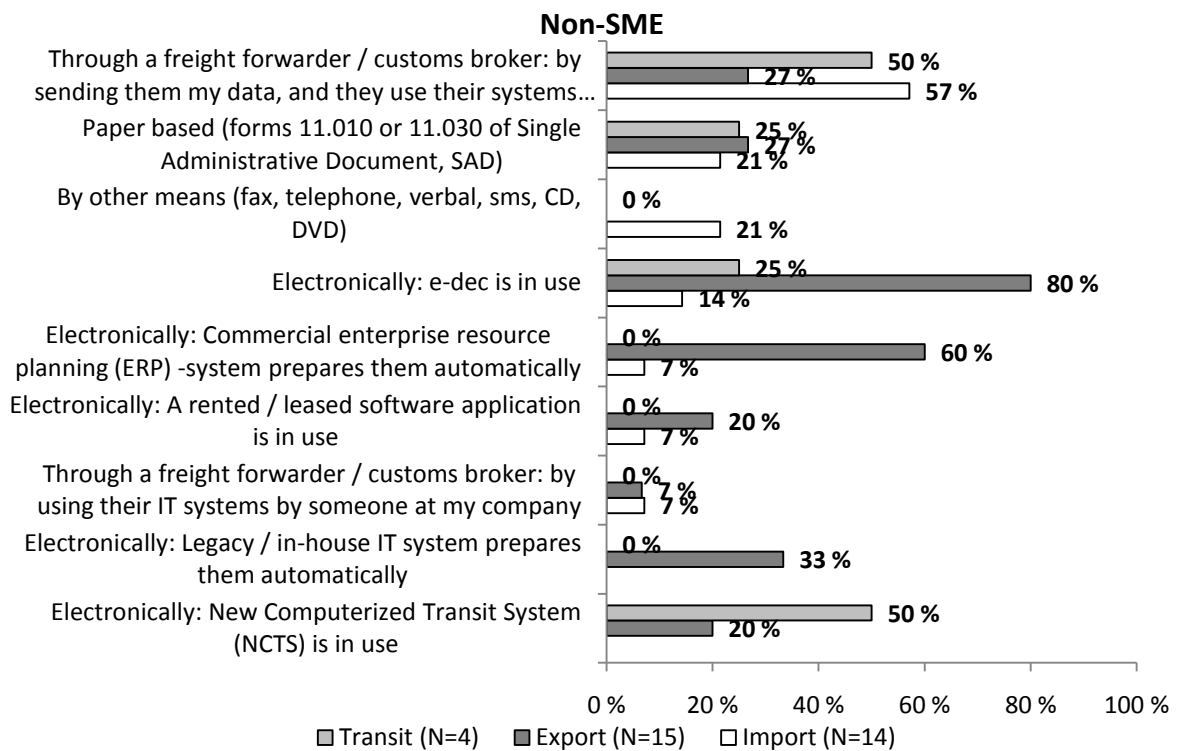 Non-SME
Through a freight forwarder / customs broker: by
sending them my data, and they use their systems…
50 %
27 %
57 %
Paper based (forms 11.010 or 11.030 of Single
Administrative Document, SAD)
25 %
27 %
21 %
By other means (fax, telephone, verbal, sms, CD,
DVD)
0 %
21 %
Electronically: e-dec is in use
25 %
80 %
14 %
Electronically: Commercial enterprise resource
planning (ERP) -system prepares them automatically
0 %
60 %
7 %
Electronically: A rented / leased software application
is in use
0 %
20 %
7 %
Through a freight forwarder / customs broker: by
using their IT systems by someone at my company
0 %
7 %
7 %
Electronically: Legacy / in-house IT system prepares
them automatically
0 %
33 %
Electronically: New Computerized Transit System
(NCTS) is in use
50 %
20 %
0 % 20 % 40 % 60 % 80 % 100 %
Transit (N=4) Export (N=15) Import (N=14)